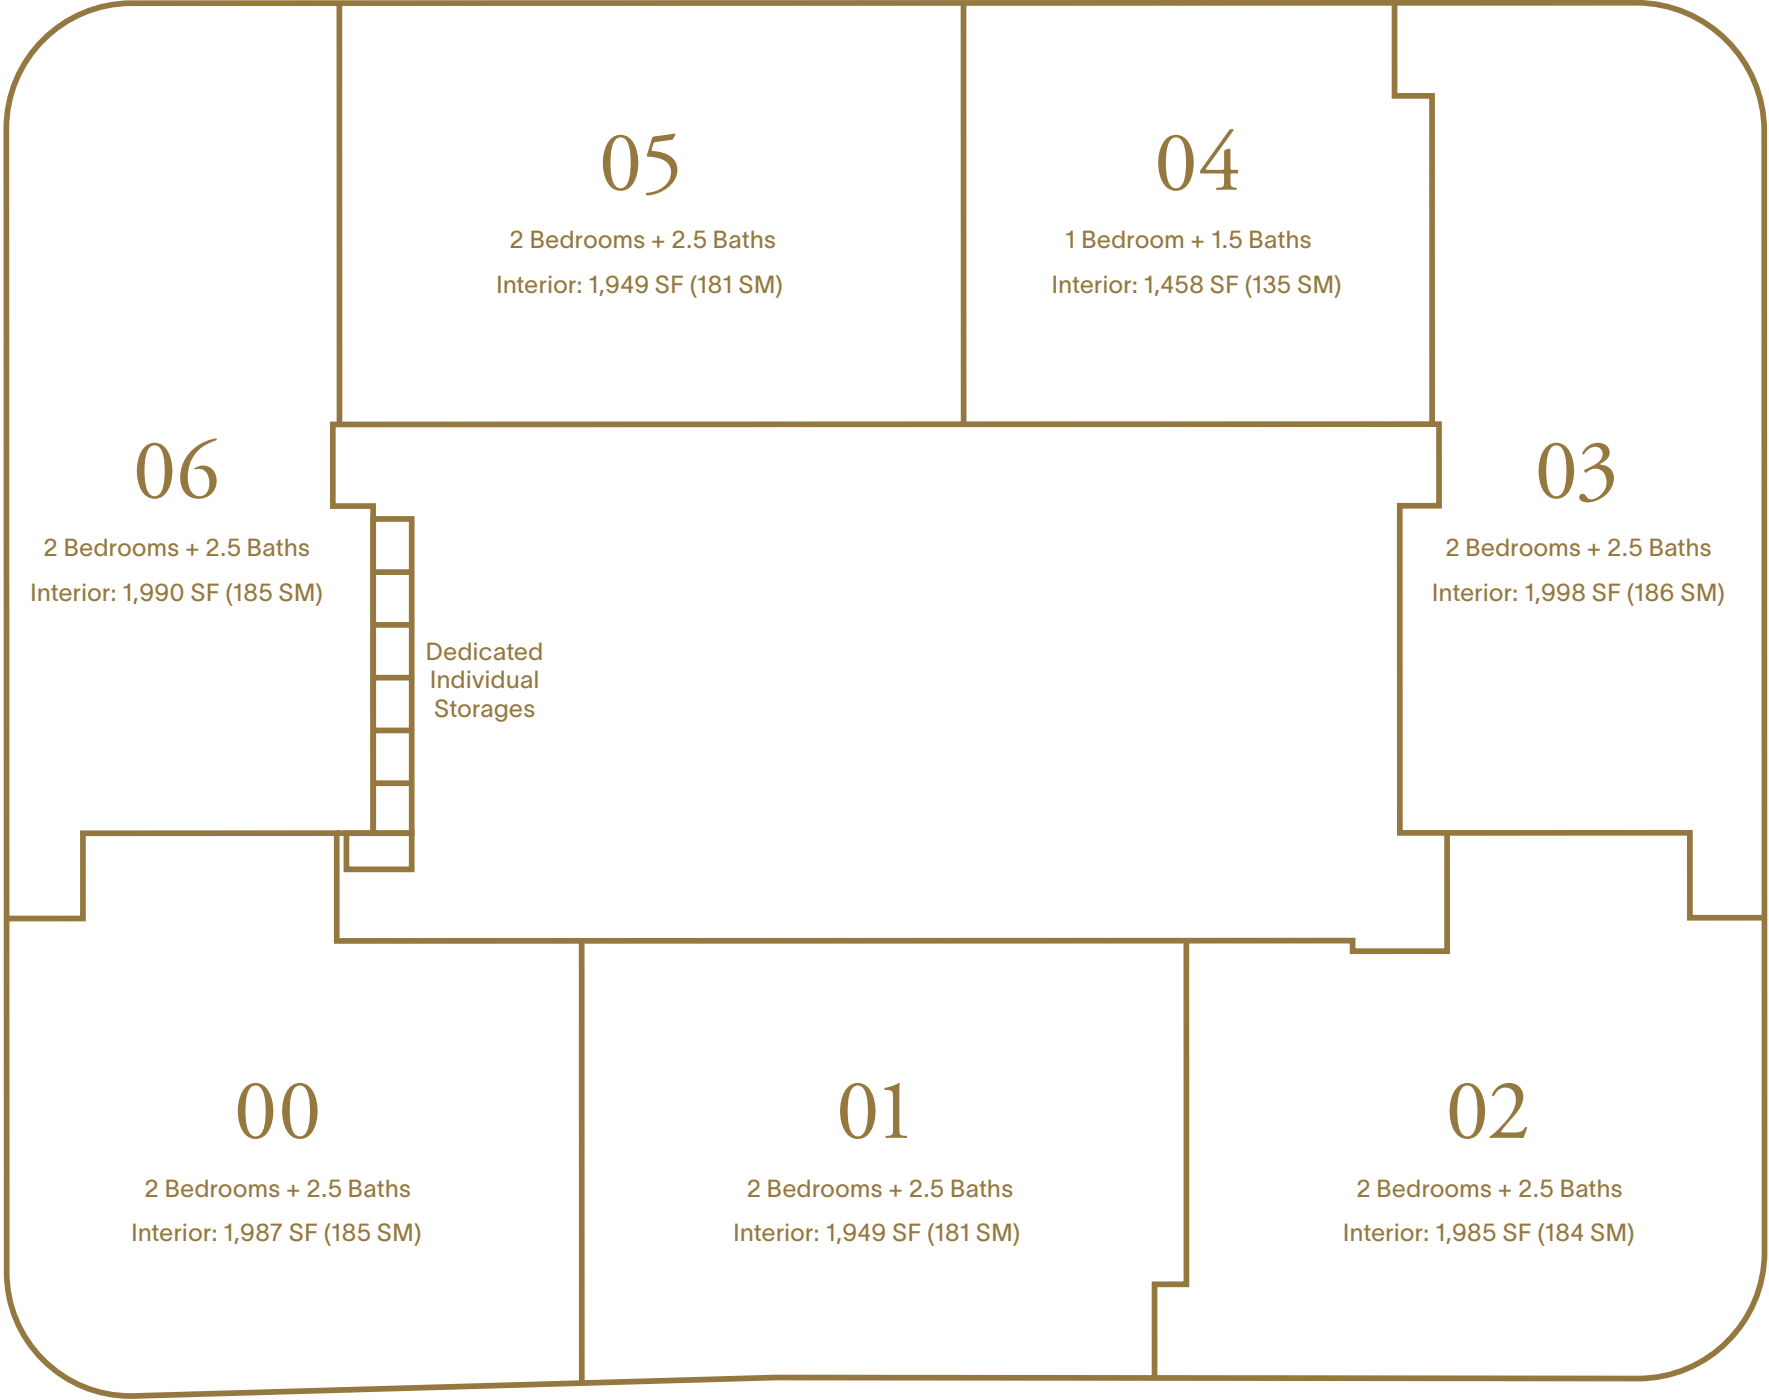 05
2 Bedrooms + 2.5 Baths
Interior: 1,949 SF (181 SM)
04
1 Bedroom + 1.5 Baths
Interior: 1,458 SF (135 SM)
06
2 Bedrooms + 2.5 Baths
Interior: 1,990 SF (185 SM)
03
2 Bedrooms + 2.5 Baths
Interior: 1,998 SF (186 SM)
Dedicated
Individual
Storages
00
2 Bedrooms + 2.5 Baths
Interior: 1,987 SF (185 SM)
01
2 Bedrooms + 2.5 Baths
Interior: 1,949 SF (181 SM)
02
2 Bedrooms + 2.5 Baths
Interior: 1,985 SF (184 SM)